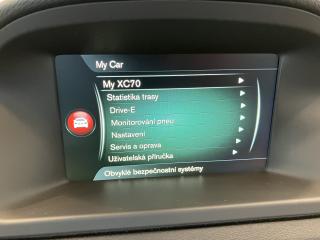 My Car
My XC70
Statistika trasy
Drive-E
Monitorování pneu
Nastavení
Servis a oprava
Uživatelská příručka
Obvyklé bezpečnostní systémy